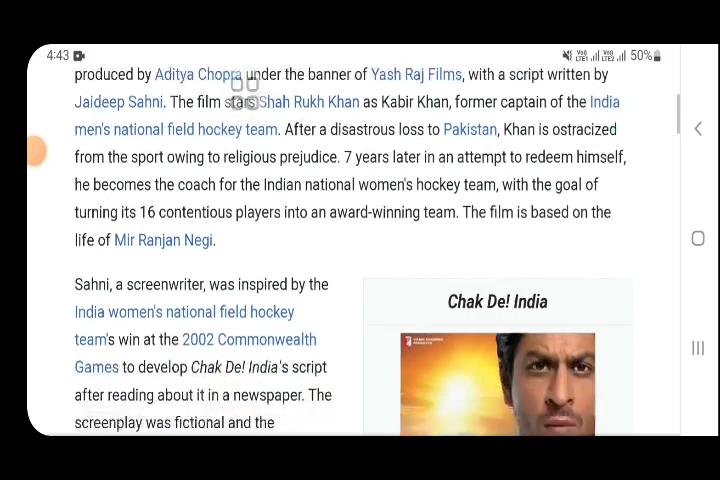 4:43
Vo) LTE1 Vo) LTE2 50%
produced by Aditya Chopra under the banner of Yash Raj Films, with a script written by
Jaideep Sahni. The film stars Shah Rukh Khan as Kabir Khan, former captain of the India
men's national field hockey team. After a disastrous loss to Pakistan, Khan is ostracized
from the sport owing to religious prejudice. 7 years later in an attempt to redeem himself,
he becomes the coach for the Indian national women's hockey team, with the goal of
turning its 16 contentious players into an award-winning team. The film is based on the
life of Mir Ranjan Negi.
Sahni, a screenwriter, was inspired by the
India women's national field hockey
team's win at the 2002 Commonwealth
Games to develop Chak De! India's script
after reading about it in a newspaper. The
screenplay was fictional and the
Chak De! India